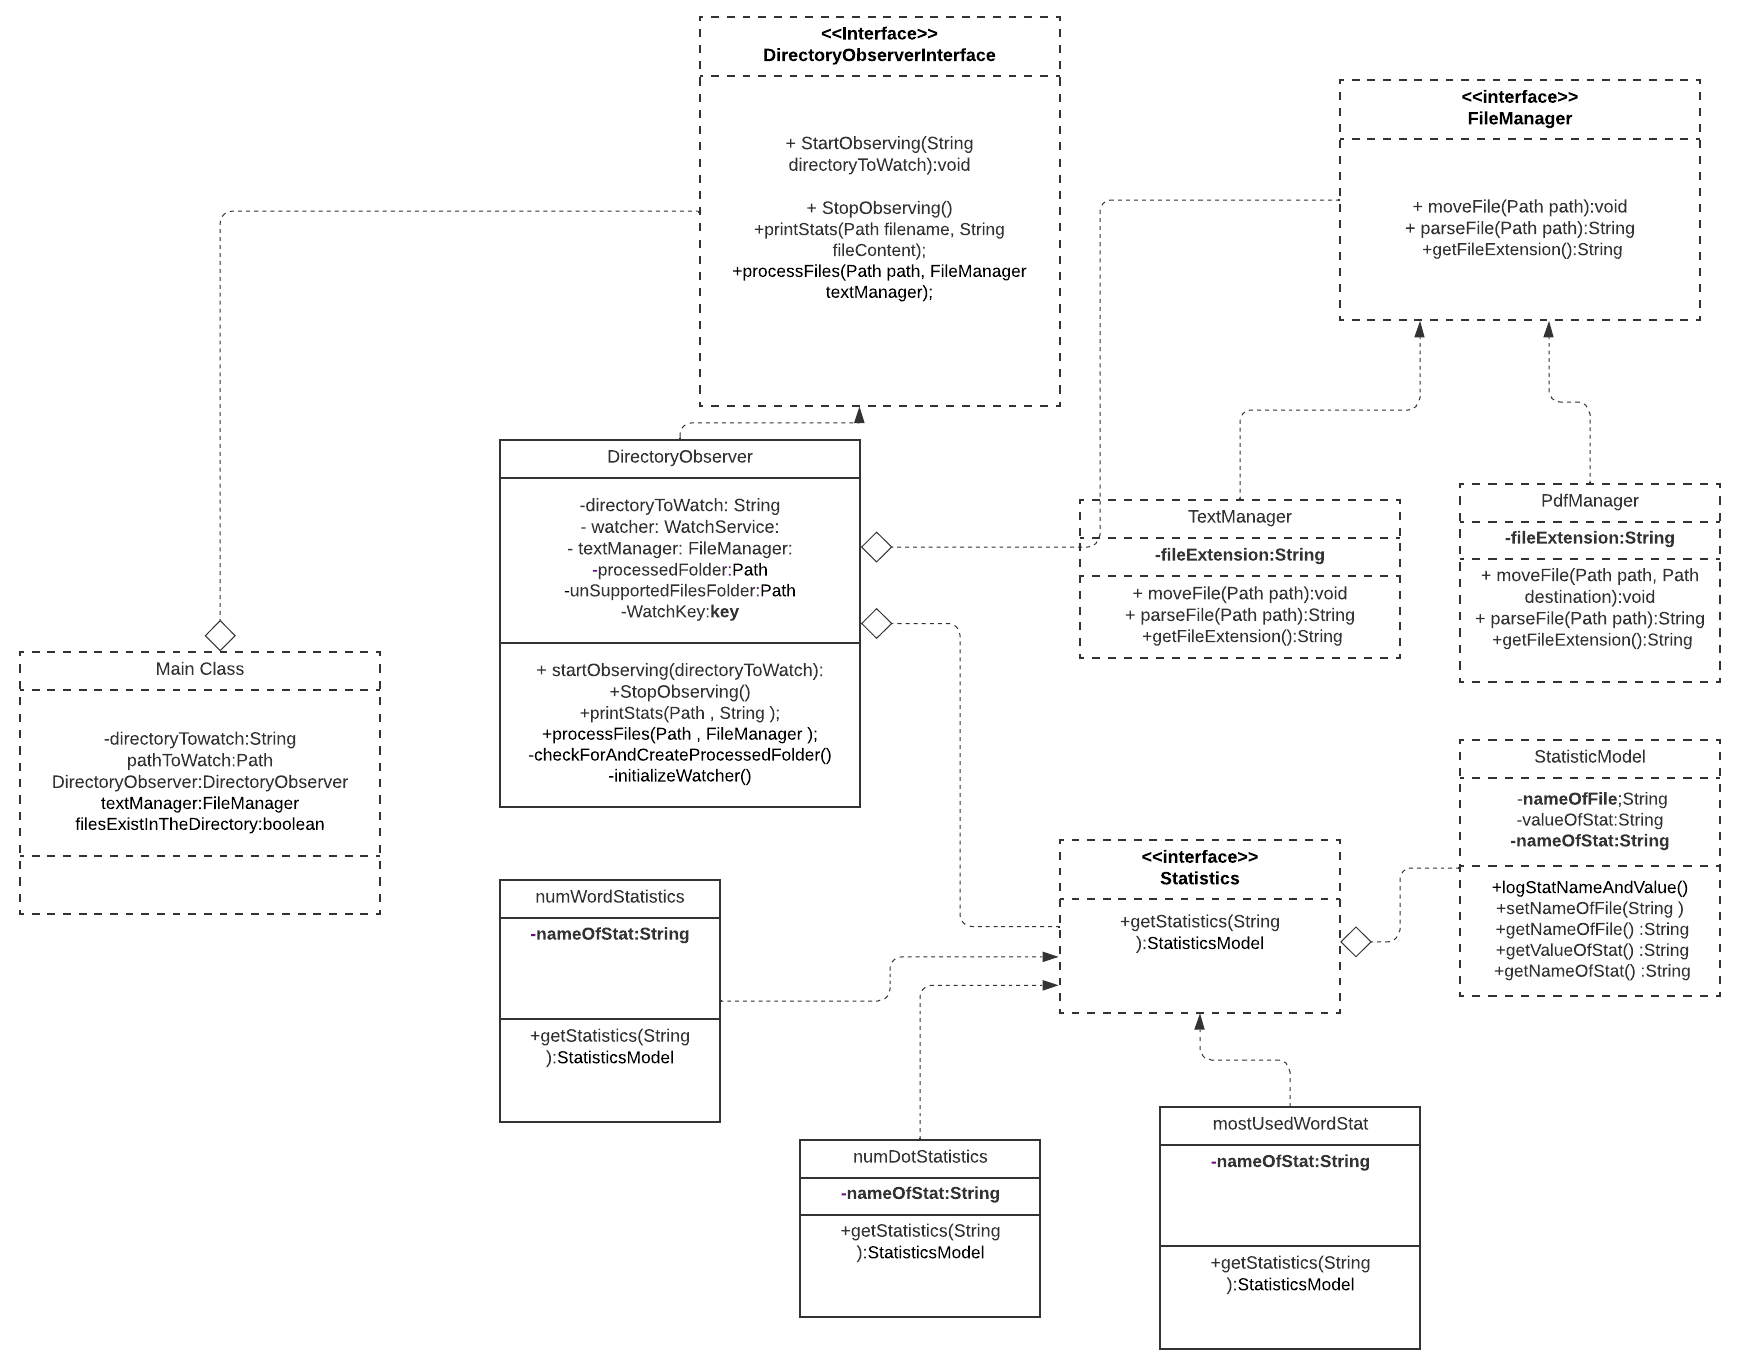 <<Interface>>
DirectoryObserverInterface
+ StartObserving(String
directoryToWatch):void
+ StopObserving()
+printStats(Path filename, String
fileContent);
+processFiles(Path path, FileManager
textManager);
<<interface>>
FileManager
+ moveFile(Path path):void
+ parseFile(Path path):String
+getFileExtension():String
DirectoryObserver
-directoryToWatch: String
- watcher: WatchService:
- textManager: FileManager:
-processedFolder:Path
-unSupportedFilesFolder:Path
-WatchKey:key
+ startObserving(directoryToWatch):
+StopObserving()
+printStats(Path , String );
+processFiles(Path , FileManager );
-checkForAndCreateProcessedFolder()
-initializeWatcher()
TextManager
-fileExtension:String
+ moveFile(Path path):void
+ parseFile(Path path):String
+getFileExtension():String
PdfManager
-fileExtension:String
+ moveFile(Path path, Path
destination):void
+ parseFile(Path path):String
+getFileExtension():String
Main Class
-directoryTowatch:String
pathToWatch:Path
DirectoryObserver:DirectoryObserver
textManager:FileManager
filesExistInTheDirectory:boolean
StatisticModel
-nameOfFile;String
-valueOfStat:String
-nameOfStat:String
+logStatNameAndValue()
+setNameOfFile(String )
+getNameOfFile() :String
+getValueOfStat() :String
+getNameOfStat() :String
<<interface>>
Statistics
+getStatistics(String
):StatisticsModel
numWordStatistics
-nameOfStat:String
+getStatistics(String
):StatisticsModel
numDotStatistics
-nameOfStat:String
+getStatistics(String
):StatisticsModel
mostUsedWordStat
-nameOfStat:String
+getStatistics(String
):StatisticsModel